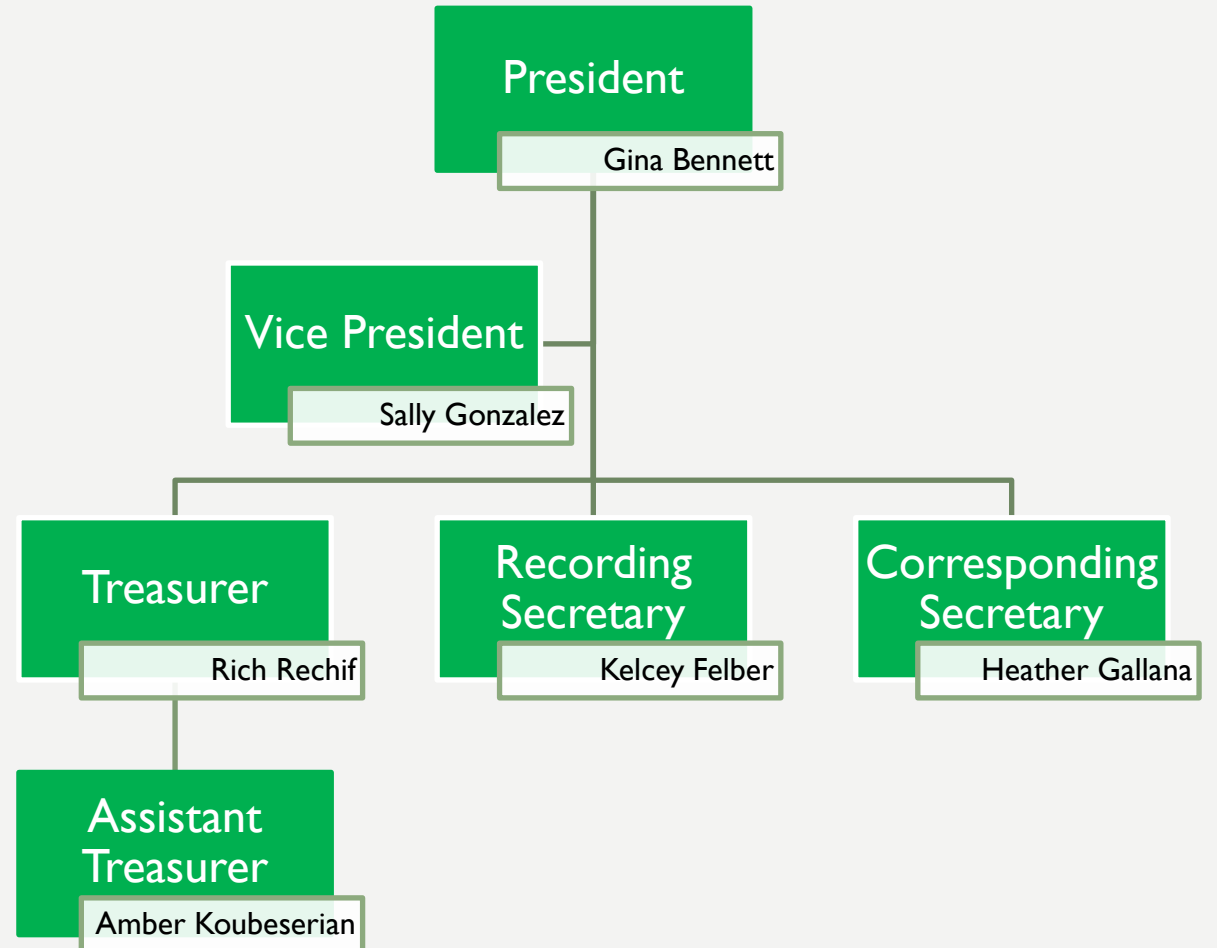 President
Gina Bennett
Vice President
Sally Gonzalez
Treasurer
Rich Rechif
Recording
Secretary
Kelcey Felber
Corresponding
Secretary
Heather Gallana
Assistant
Treasurer
Amber Koubeserian